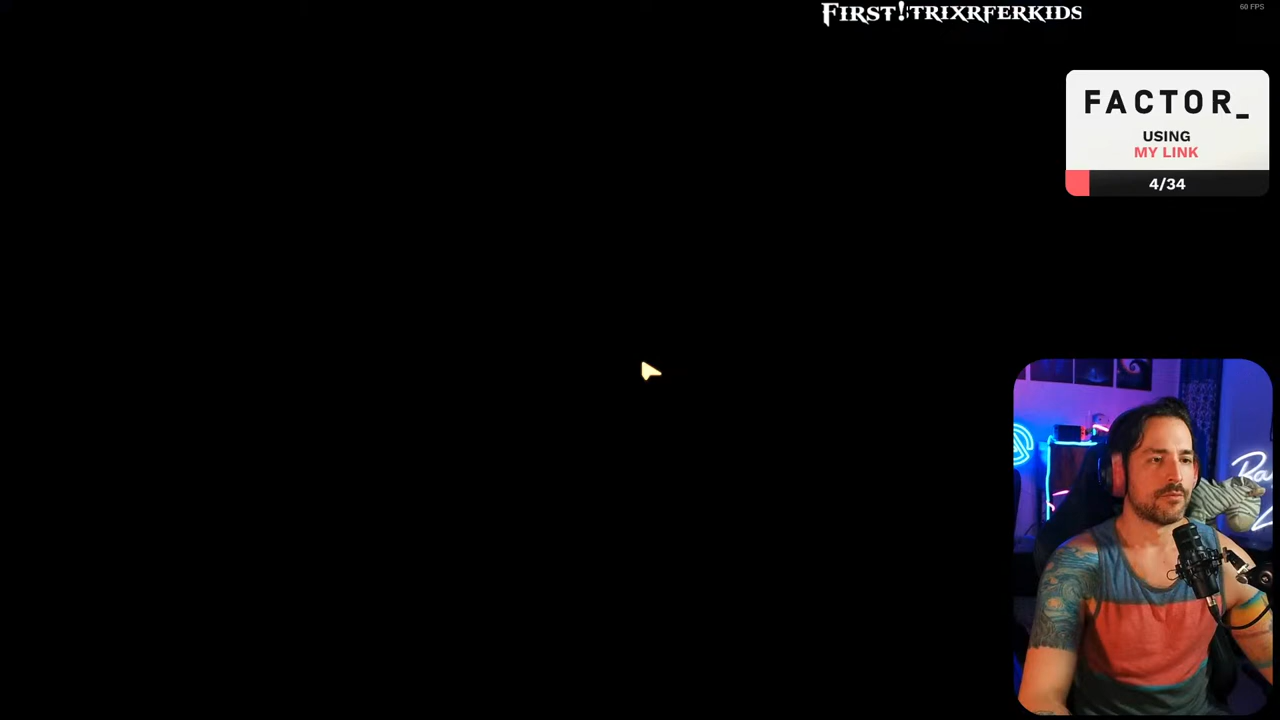 First!: TRIXRFERKIDS
60 FPS
FACTOR_
USING
MY LINK
4/34